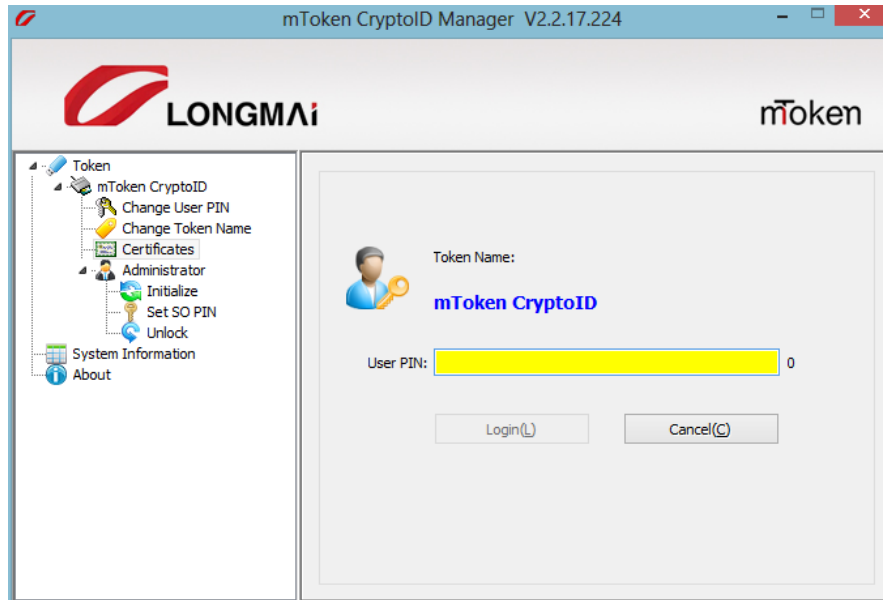 mToken CryptoID Manager V2.2.17.224
LONGMAi
mToken
Token
mToken CryptoID
Change User PIN
Change Token Name
Certificates
Administrator
Initialize
Set SO PIN
Unlock
System Information
About
Token Name:
mToken CryptoID
User PIN:
0
Login(L)
Cancel(C)